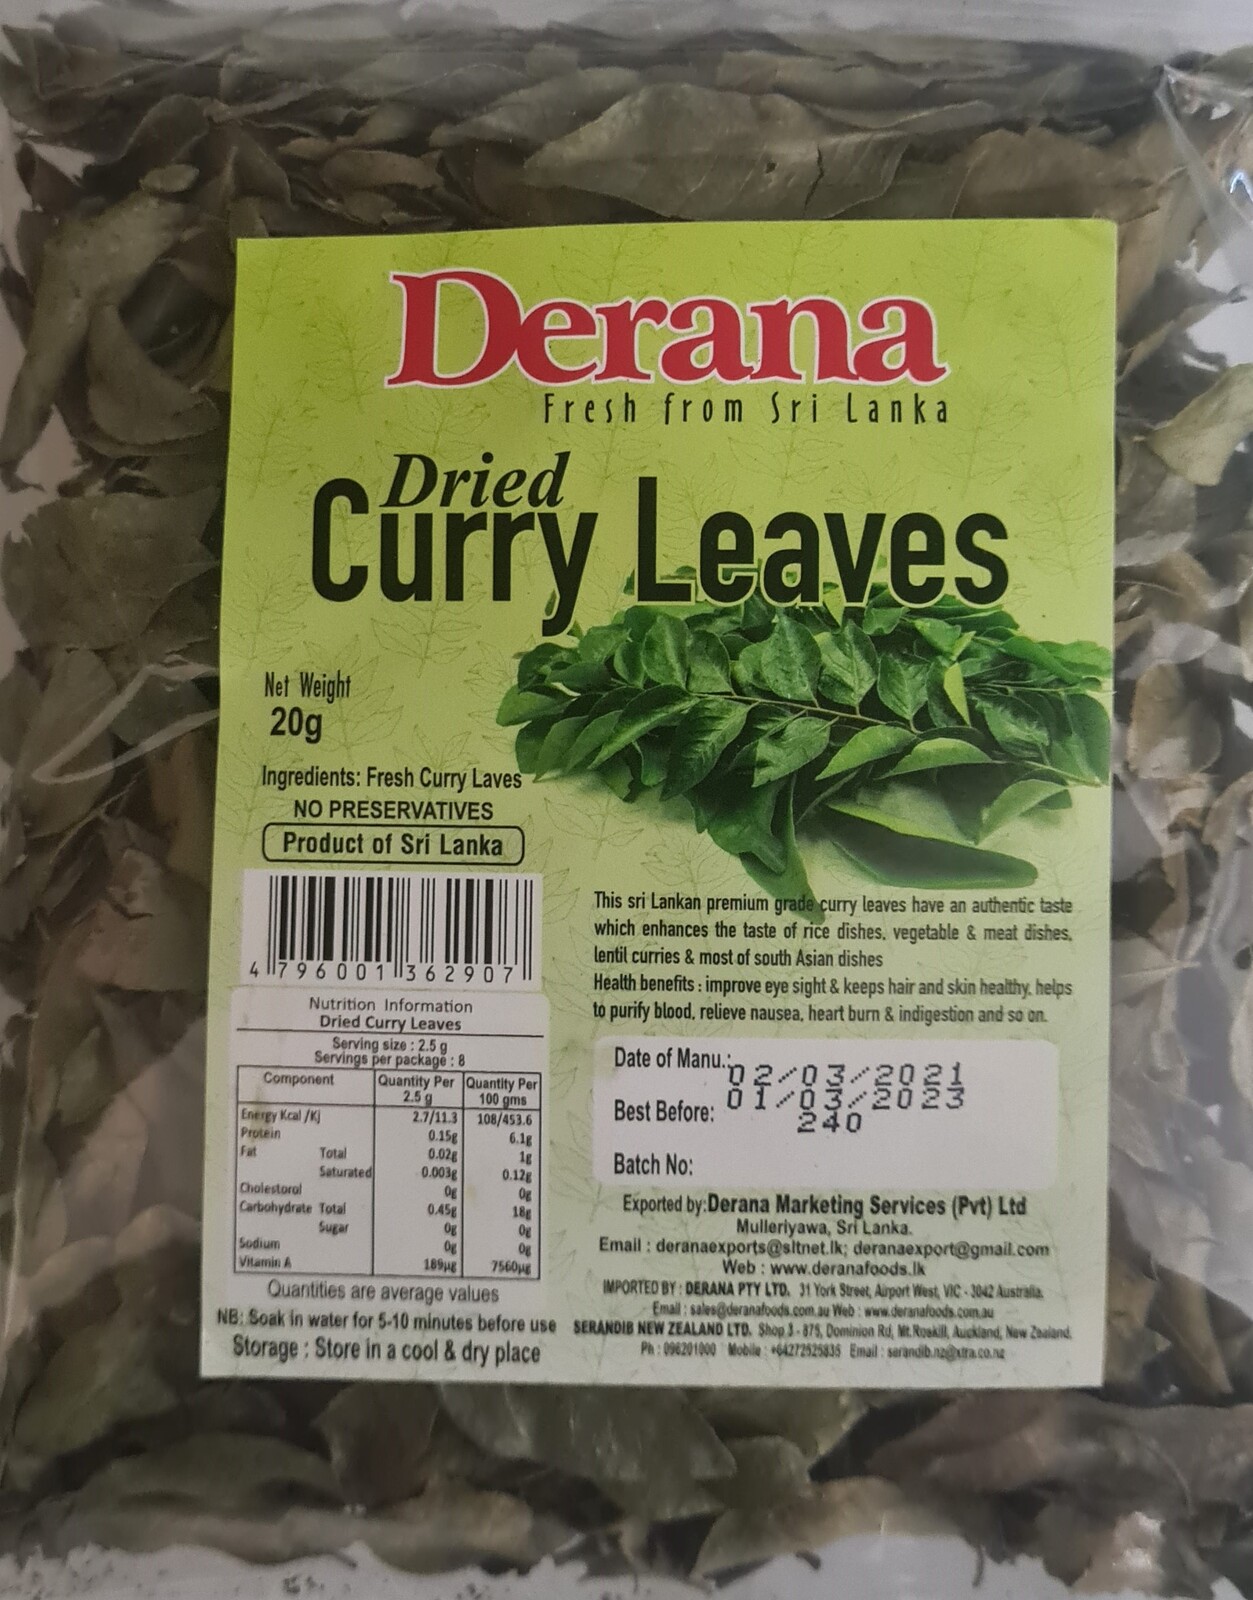 Derana
Fresh from Sri Lanka
Dried
Curry Leaves
Net Weight
20g
Ingredients: Fresh Curry Laves
NO PRESERVATIVES
Product of Sri Lanka
4 796001 362907
Nutrition Information
Dried Curry Leaves
Serving size : 2.5 g
Servings per package : 8
Component Quantity Per 2.5 g Quantity Per 100 gms
Energy Kcal /Kj 2.7/11.3 108/453.6
Protein 0.15g 6.1g
Fat Total 0.02g 1g
Saturated 0.003g 0.12g
Cholestorol 0g 0g
Carbohydrate Total 0.45g 18g
Sugar 0g 0g
Sodium 0g 0g
Vitamin A 189µg 7560µg
Quantities are average values
NB: Soak in water for 5-10 minutes before use
Storage : Store in a cool & dry place
This sri Lankan premium grade curry leaves have an authentic taste
which enhances the taste of rice dishes, vegetable & meat dishes,
lentil curries & most of south Asian dishes
Health benefits : improve eye sight & keeps hair and skin healthy, helps
to purify blood, relieve nausea, heart burn & indigestion and so on.
Date of Manu.: 02/03/2021
Best Before: 01/03/2023
240
Batch No:
Exported by:Derana Marketing Services (Pvt) Ltd
Mulleriyawa, Sri Lanka.
Email : deranaexports@sltnet.lk; deranaexport@gmail.com
Web : www.deranafoods.lk
IMPORTED BY : DERANA PTY LTD. 31 York Street, Airport West, VIC - 3042 Australia.
Email : sales@deranafoods.com.au Web : www.deranafoods.com.au
SERANDIB NEW ZEALAND LTD. Shop 3 - 875, Dominion Rd, Mt.Roskill, Auckland, New Zealand.
Ph : 096201000 Mobile : +64272525835 Email : serandib.nz@xtra.co.nz